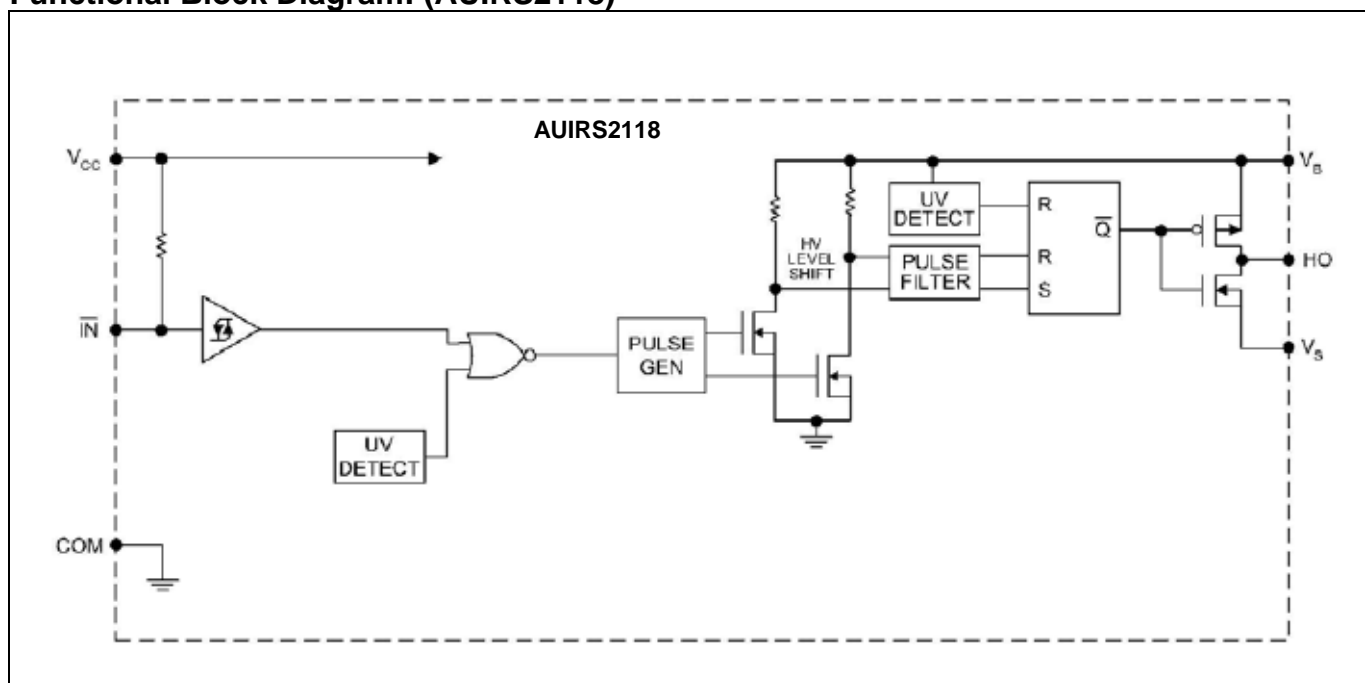 Functional Block Diagram: (AUIRS2118)
AUIRS2118
VCC
VB
UV
DETECT
R
Q̅
HV
LEVEL
SHIFT
PULSE
FILTER
R
S
HO
I̅N̅
PULSE
GEN
VS
UV
DETECT
COM